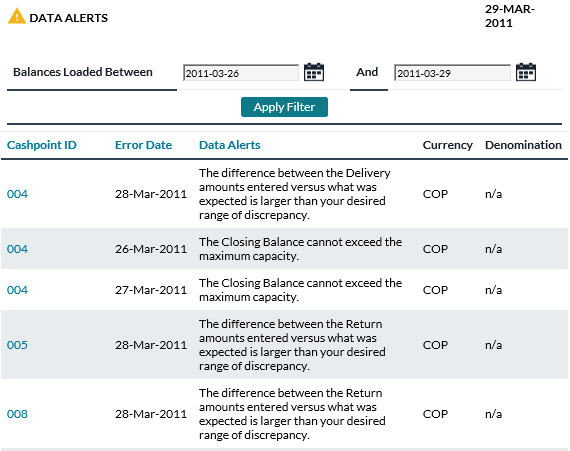 DATA ALERTS
29-MAR-
2011
Balances Loaded Between 2011-03-26 And 2011-03-29
Apply Filter
Cashpoint ID Error Date Data Alerts Currency Denomination
The difference between the Delivery
amounts entered versus what was
004 28-Mar-2011 expected is larger than your desired COP n/a
range of discrepancy.
004 26-Mar-2011 The Closing Balance cannot exceed the COP n/a
maximum capacity.
004 27-Mar-2011 The Closing Balance cannot exceed the COP n/a
maximum capacity.
The difference between the Return
amounts entered versus what was
005 28-Mar-2011 expected is larger than your desired COP n/a
range of discrepancy.
The difference between the Return
amounts entered versus what was
008 28-Mar-2011 expected is larger than your desired COP n/a
range of discrepancy.